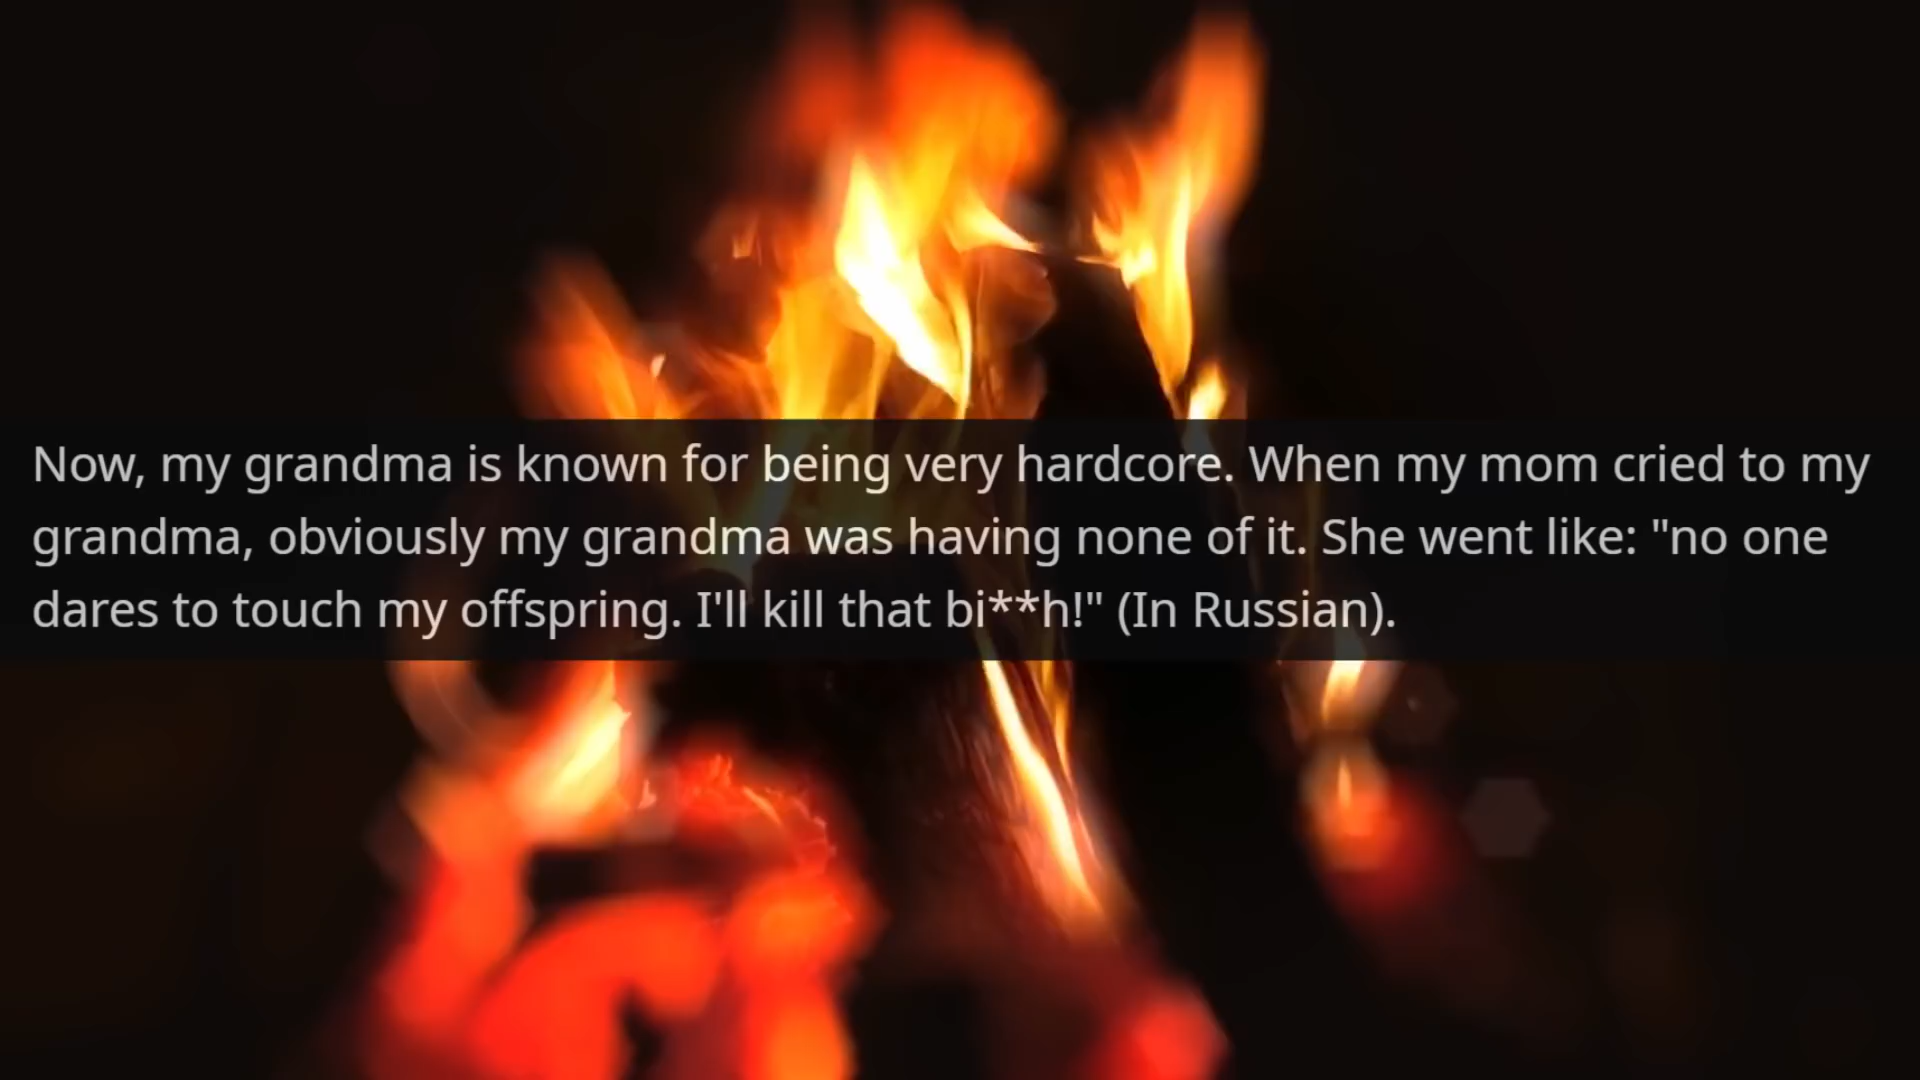 Now, my grandma is known for being very hardcore. When my mom cried to my
grandma, obviously my grandma was having none of it. She went like: "no one
dares to touch my offspring. I'll kill that bi**h!" (In Russian).